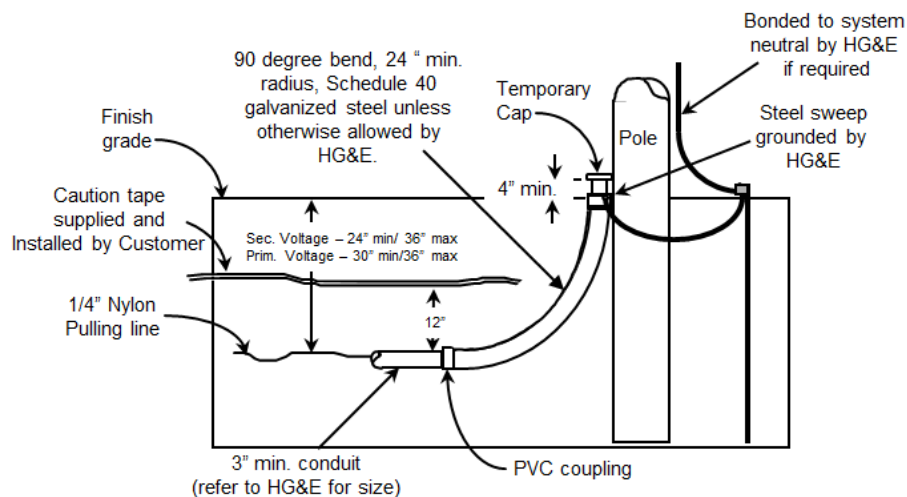 90 degree bend, 24 “ min.
radius, Schedule 40
galvanized steel unless
otherwise allowed by
HG&E.
Bonded to system
neutral by HG&E
if required
Temporary
Cap
Steel sweep
grounded by
HG&E
Pole
Finish
grade
4” min.
Caution tape
supplied and
Installed by Customer
Sec. Voltage – 24” min/ 36” max
Prim. Voltage – 30” min/36” max
1/4” Nylon
Pulling line
12”
3” min. conduit
(refer to HG&E for size)
PVC coupling